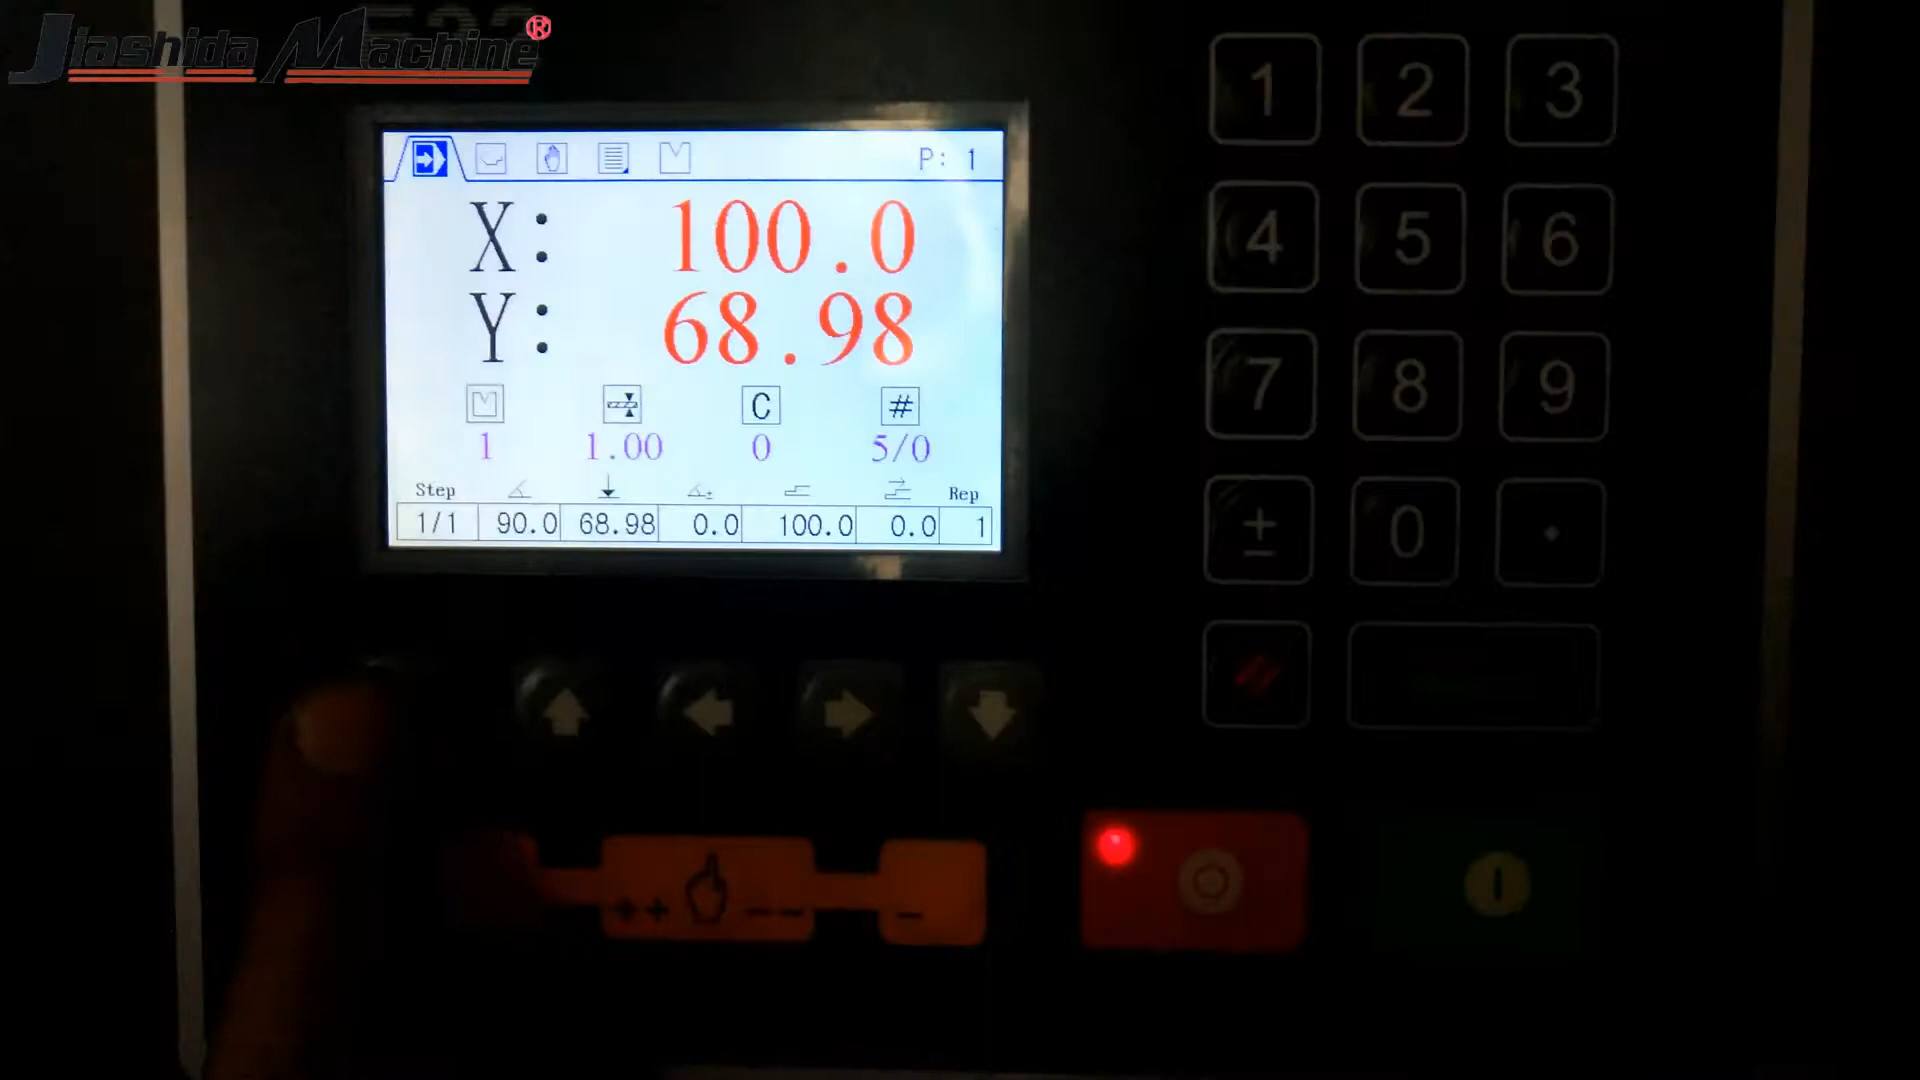 Jiashida Machine®
P: 1
X: 100.0
Y: 68.98
C #
1 1.00 0 5/0
Step Rep
1/1 90.0 68.98 0.0 100.0 0.0 1
1 2 3
4 5 6
7 8 9
± 0 .
++ -- -